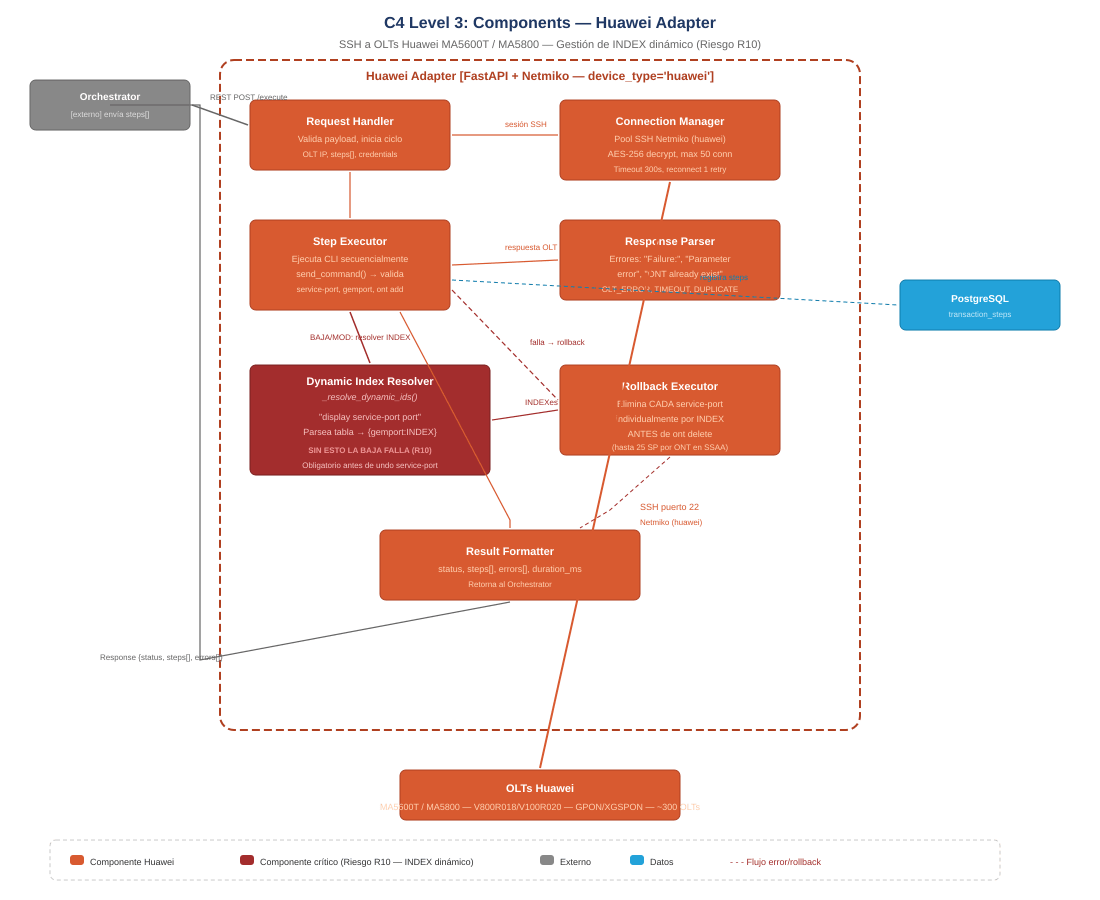 C4 Level 3: Components — Huawei Adapter
SSH a OLTs Huawei MA5600T / MA5800 — Gestión de INDEX dinámico (Riesgo R10)
Huawei Adapter [FastAPI + Netmiko — device_type='huawei']
Orchestrator
[externo] envía steps[]
REST POST /execute
Request Handler
Valida payload, inicia ciclo
OLT IP, steps[], credentials
sesión SSH
Connection Manager
Pool SSH Netmiko (huawei)
AES-256 decrypt, max 50 conn
Timeout 300s, reconnect 1 retry
Step Executor
Ejecuta CLI secuencialmente
send_command() → valida
service-port, gemport, ont add
respuesta OLT
Response Parser
Errores: "Failure:", "Parameter
error", "ONT already exist"
OLT_ERROR, TIMEOUT, DUPLICATE
steps
PostgreSQL
transaction_steps
BAJA/MOD: resolver INDEX
falla → rollback
Dynamic Index Resolver
_resolve_dynamic_ids()
"display service-port port"
Parsea tabla → {gemport:INDEX}
SIN ESTO LA BAJA FALLA (R10)
Obligatorio antes de undo service-port
INDEXes
Rollback Executor
Elimina CADA service-port
individualmente por INDEX
ANTES de ont delete
(hasta 25 SP por ONT en SSAA)
SSH puerto 22
Netmiko (huawei)
Result Formatter
status, steps[], errors[], duration_ms
Retorna al Orchestrator
Response {status, steps[], errors[]}
OLTs Huawei
MA5600T / MA5800 — V800R018/V100R020 — GPON/XGSPON — ~300 OLTs
Componente Huawei
Componente crítico (Riesgo R10 — INDEX dinámico)
Externo
Datos
- - - Flujo error/rollback